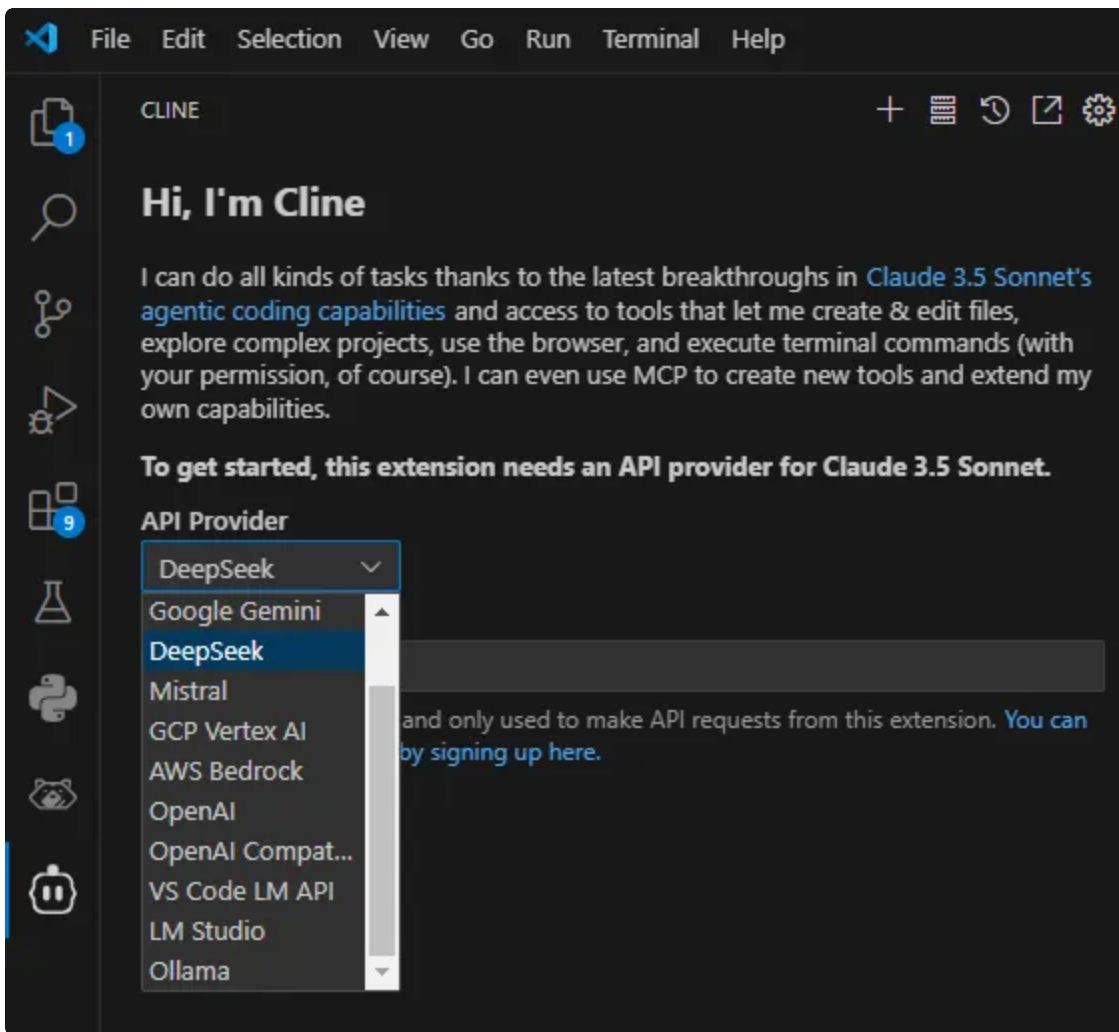 File Edit Selection View Go Run Terminal Help
CLINE
1
Hi, I'm Cline
I can do all kinds of tasks thanks to the latest breakthroughs in Claude 3.5 Sonnet's
agentic coding capabilities and access to tools that let me create & edit files,
explore complex projects, use the browser, and execute terminal commands (with
your permission, of course). I can even use MCP to create new tools and extend my
own capabilities.
To get started, this extension needs an API provider for Claude 3.5 Sonnet.
9
API Provider
DeepSeek
Google Gemini
DeepSeek
Mistral
and only used to make API requests from this extension. You can
GCP Vertex AI
by signing up here.
AWS Bedrock
OpenAI
OpenAI Compat...
VS Code LM API
LM Studio
Ollama